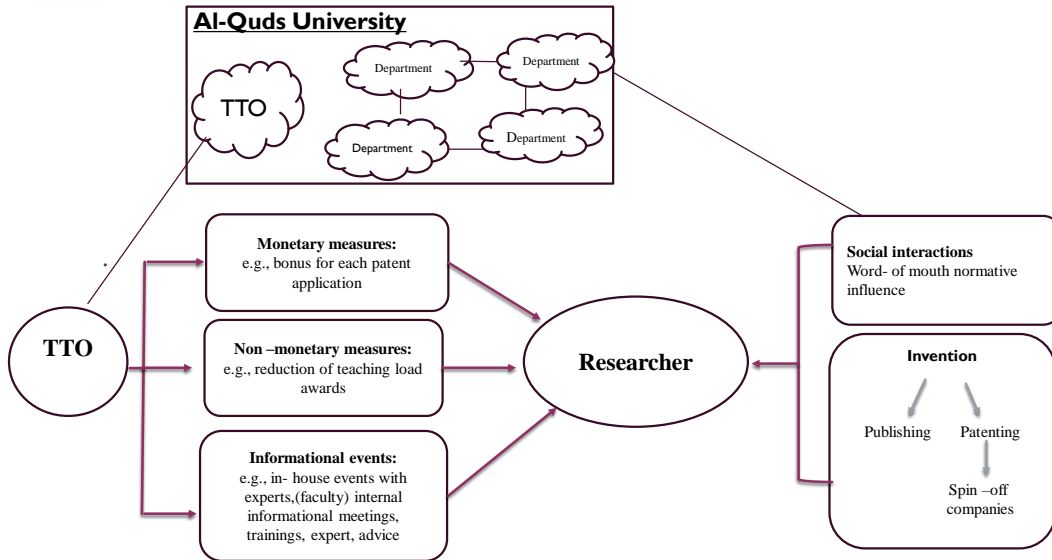 Al-Quds University
TTO
Department
Department
Department
Department
TTO
Monetary measures:
e.g., bonus for each patent
application
Non –monetary measures:
e.g., reduction of teaching load
awards
Informational events:
e.g., in- house events with
experts,(faculty) internal
informational meetings,
trainings, expert, advice
Researcher
Social interactions
Word- of mouth normative
influence
Invention
Publishing
Patenting
Spin –off
companies